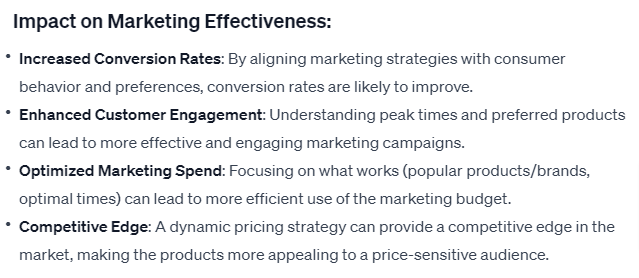 Impact on Marketing Effectiveness:
• Increased Conversion Rates: By aligning marketing strategies with consumer
behavior and preferences, conversion rates are likely to improve.
• Enhanced Customer Engagement: Understanding peak times and preferred products
can lead to more effective and engaging marketing campaigns.
• Optimized Marketing Spend: Focusing on what works (popular products/brands,
optimal times) can lead to more efficient use of the marketing budget.
• Competitive Edge: A dynamic pricing strategy can provide a competitive edge in the
market, making the products more appealing to a price-sensitive audience.